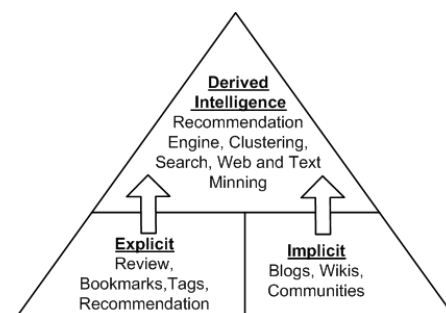 Derived
Intelligence
Recommendation
Engine, Clustering,
Search, Web and Text
Minning
Explicit
Review,
Bookmarks,Tags,
Recommendation
Implicit
Blogs, Wikis,
Communities